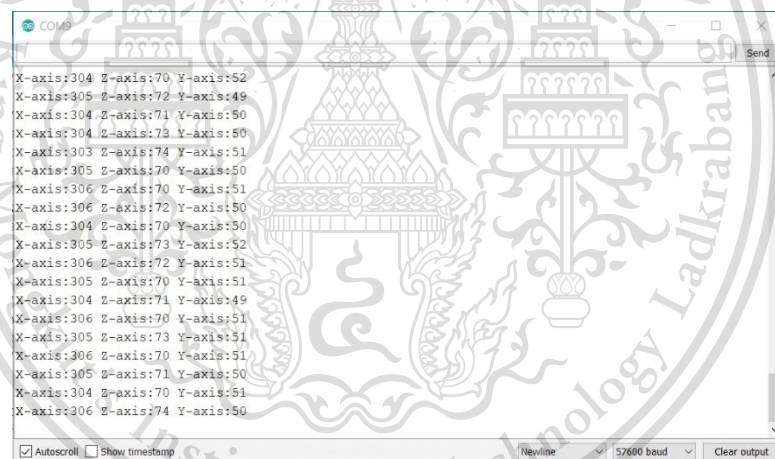 COM9
Send
X-axis:304 Z-axis:70 Y-axis:52
X-axis:305 Z-axis:72 Y-axis:49
X-axis:304 Z-axis:71 Y-axis:50
X-axis:304 Z-axis:73 Y-axis:50
X-axis:303 Z-axis:74 Y-axis:51
X-axis:305 Z-axis:70 Y-axis:50
X-axis:306 Z-axis:70 Y-axis:51
X-axis:306 Z-axis:72 Y-axis:50
X-axis:304 Z-axis:70 Y-axis:50
X-axis:305 Z-axis:73 Y-axis:52
X-axis:306 Z-axis:72 Y-axis:51
X-axis:305 Z-axis:70 Y-axis:51
X-axis:304 Z-axis:71 Y-axis:49
X-axis:306 Z-axis:70 Y-axis:51
X-axis:305 Z-axis:73 Y-axis:51
X-axis:306 Z-axis:70 Y-axis:51
X-axis:305 Z-axis:71 Y-axis:50
X-axis:304 Z-axis:70 Y-axis:51
X-axis:306 Z-axis:74 Y-axis:50
Autoscroll Show timestamp Newline 57600 baud Clear output
Ladkrabang